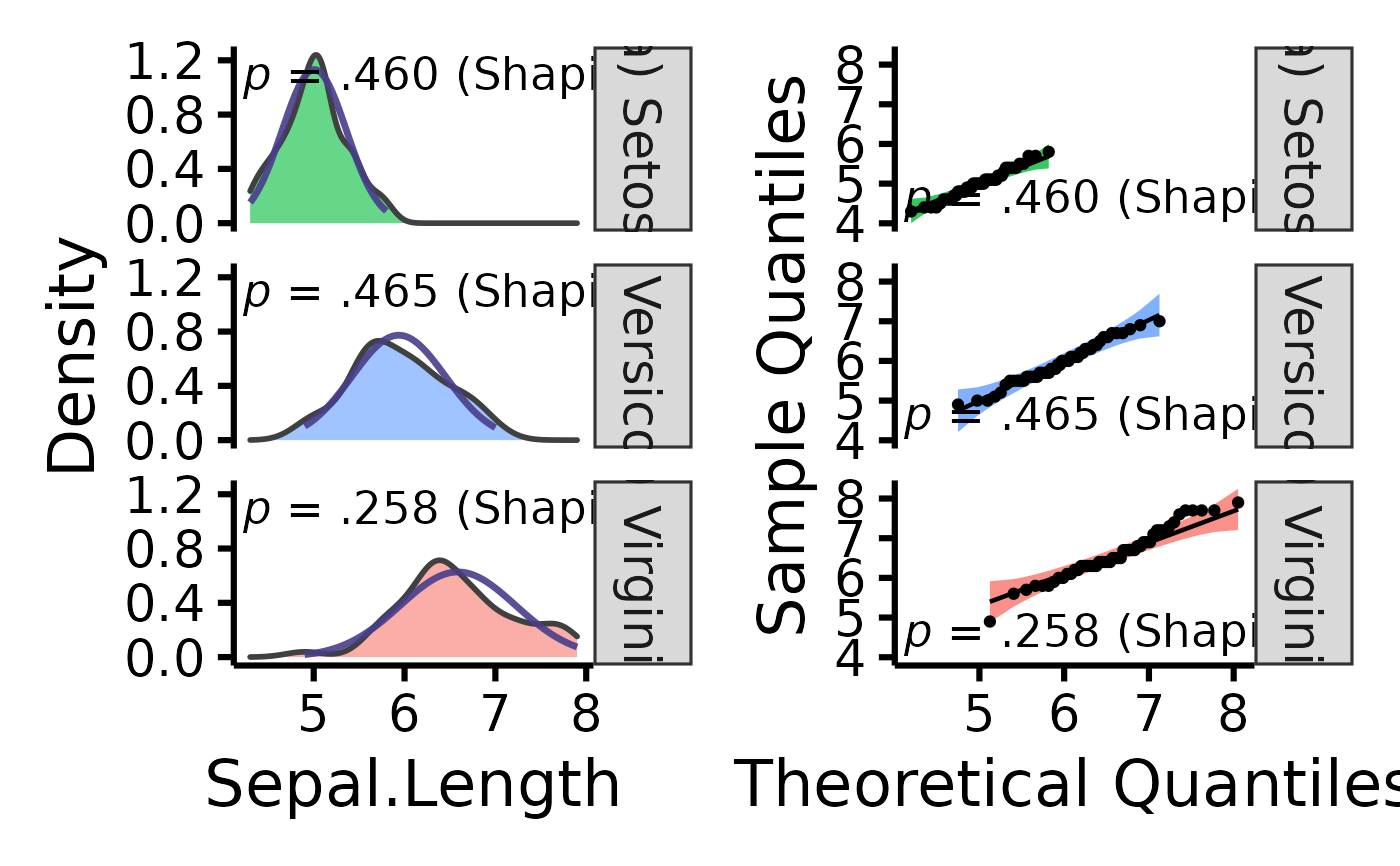 Density
1.2
0.8
0.4
0.0
p = .460 (Shapi
a) Setos
1.2
0.8
0.4
0.0
p = .465 (Shapi
Versico
1.2
0.8
0.4
0.0
p = .258 (Shapi
Virgini
5 6 7 8
Sepal.Length
Sample Quantiles
8
7
6
5
4
p = .460 (Shapi
a) Setos
8
7
6
5
4
p = .465 (Shapi
Versico
8
7
6
5
4
p = .258 (Shapi
Virgini
5 6 7 8
Theoretical Quantiles